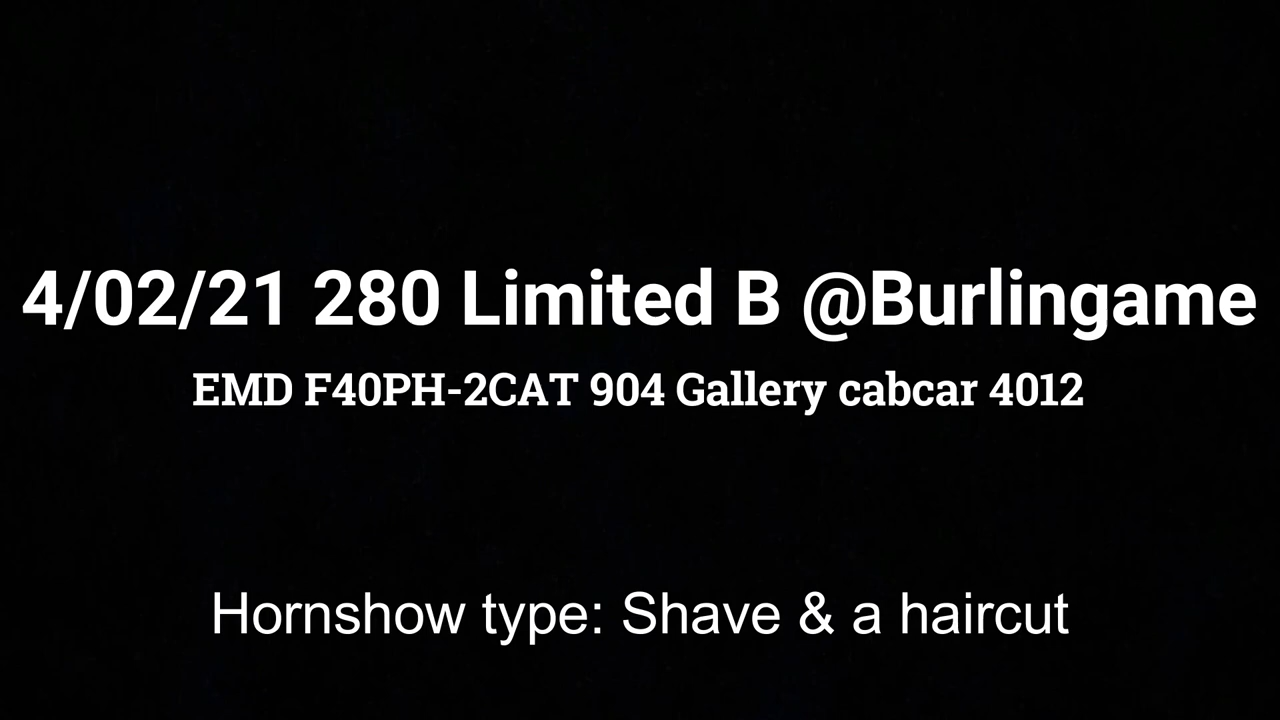 4/02/21 280 Limited B @Burlingame
EMD F40PH-2CAT 904 Gallery cabcar 4012
Hornshow type: Shave & a haircut